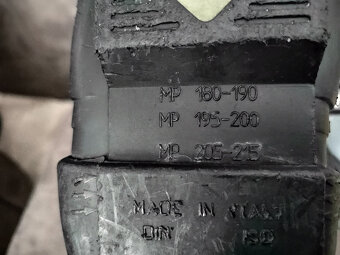 MP 180-190
MP 195-200
MP 205-215
MADE IN ITALY
DIN ISO